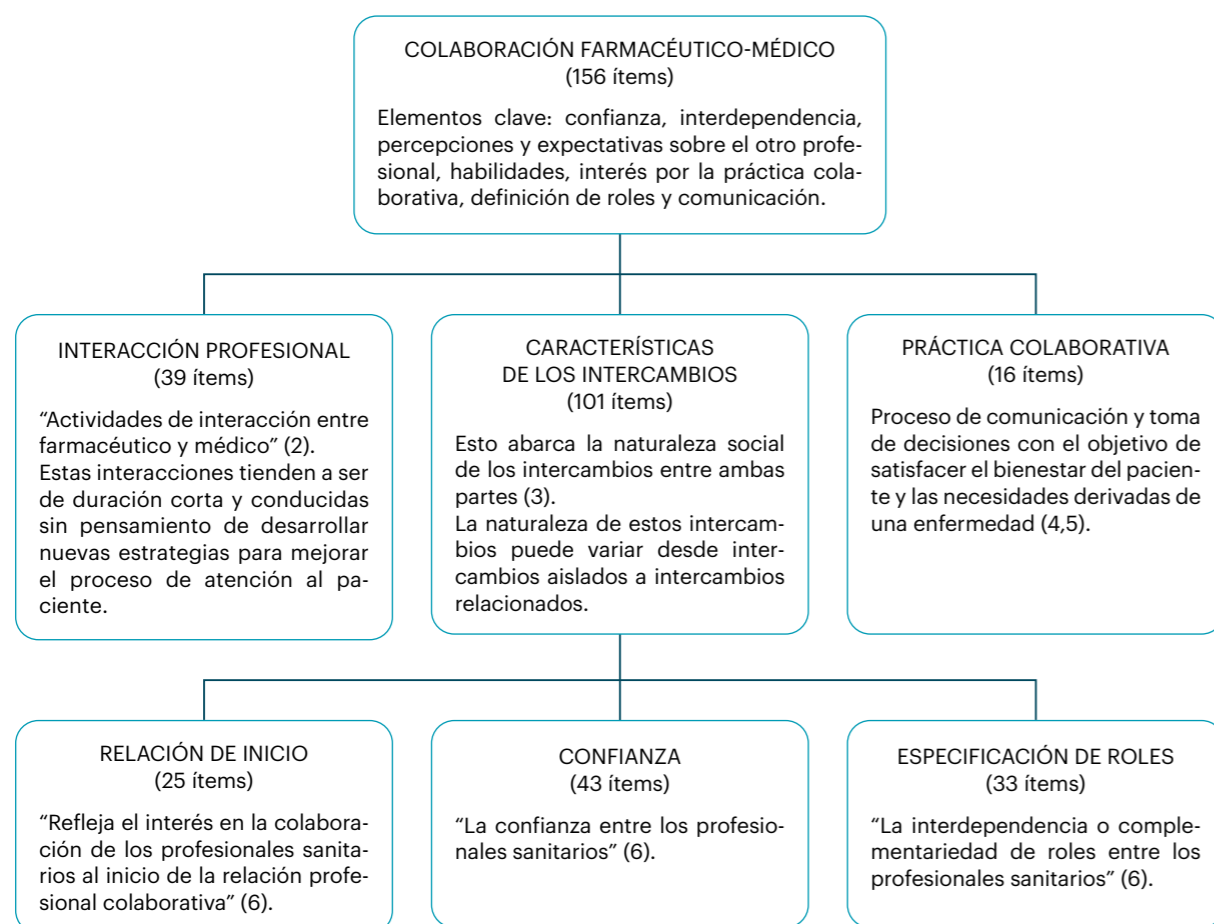 COLABORACIÓN FARMACÉUTICO-MÉDICO
(156 ítems)
Elementos clave: confianza, interdependencia,
percepciones y expectativas sobre el otro profe-
sional, habilidades, interés por la práctica cola-
borativa, definición de roles y comunicación.
INTERACCIÓN PROFESIONAL
(39 ítems)
“Actividades de interacción entre
farmacéutico y médico” (2).
Estas interacciones tienden a ser
de duración corta y conducidas
sin pensamiento de desarrollar
nuevas estrategias para mejorar
el proceso de atención al pa-
ciente.
CARACTERÍSTICAS
DE LOS INTERCAMBIOS
(101 ítems)
Esto abarca la naturaleza social
de los intercambios entre ambas
partes (3).
La naturaleza de estos intercam-
bios puede variar desde inter-
cambios aislados a intercambios
relacionados.
PRÁCTICA COLABORATIVA
(16 ítems)
Proceso de comunicación y toma
de decisiones con el objetivo de
satisfacer el bienestar del pacien-
te y las necesidades derivadas de
una enfermedad (4,5).
RELACIÓN DE INICIO
(25 ítems)
“Refleja el interés en la colabora-
ción de los profesionales sanita-
rios al inicio de la relación profe-
sional colaborativa” (6).
CONFIANZA
(43 ítems)
“La confianza entre los profesio-
nales sanitarios” (6).
ESPECIFICACIÓN DE ROLES
(33 ítems)
“La interdependencia o comple-
mentariedad de roles entre los
profesionales sanitarios” (6).